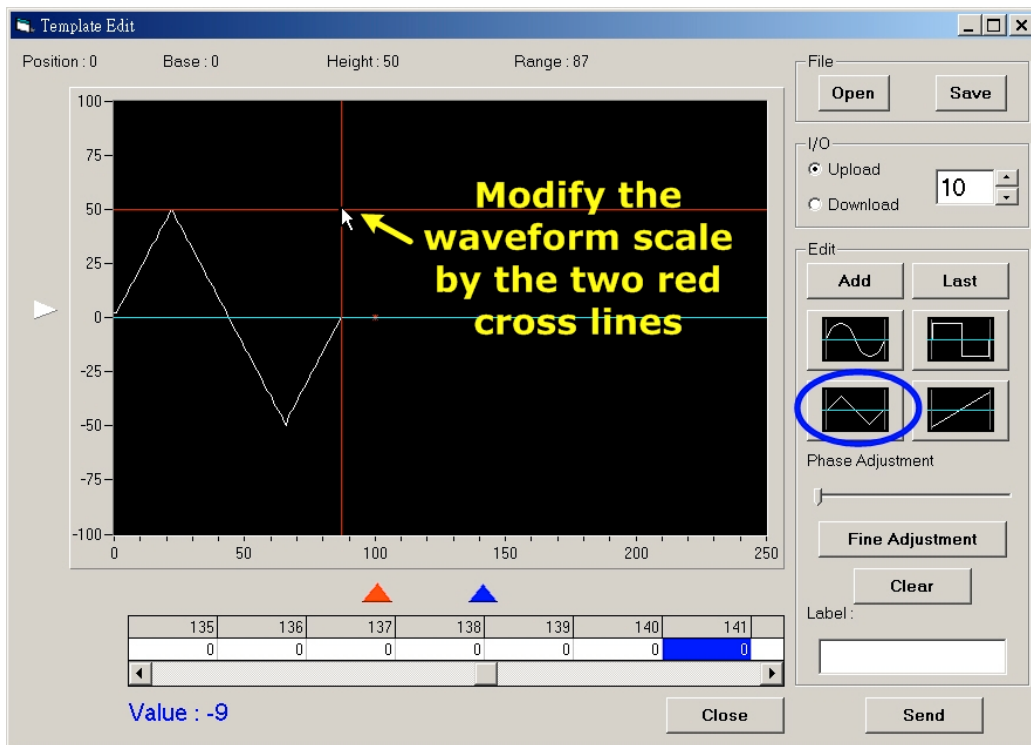 Template Edit
Position : 0 Base : 0 Height : 50 Range : 87
File
Open Save
100
75
50
25
0
-25
-50
-75
-100
0 50 100 150 200 250
Modify the
waveform scale
by the two red
cross lines
I/O
Upload
Download
10
Edit
Add Last
Phase Adjustment
Fine Adjustment
Clear
Label :
135 136 137 138 139 140 141
0 0 0 0 0 0 0
Value : -9
Close Send